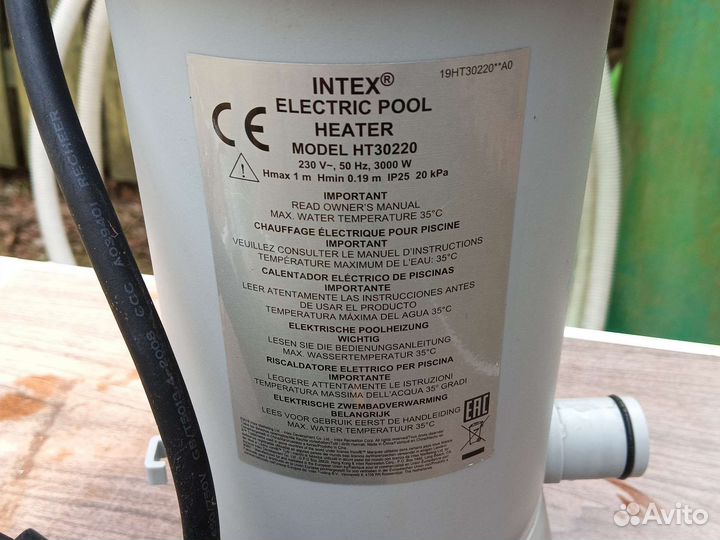 19HT30220**A0
INTEX®
ELECTRIC POOL
HEATER
MODEL HT30220
230 V~, 50 Hz, 3000 W
Hmax 1 m Hmin 0.19 m IP25 20 kPa
CE
IMPORTANT
READ OWNER'S MANUAL
MAX. WATER TEMPERATURE 35°C
CHAUFFAGE ÉLECTRIQUE POUR PISCINE
IMPORTANT
VEUILLEZ CONSULTER LE MANUEL D'INSTRUCTIONS
TEMPÉRATURE MAXIMUM DE L'EAU: 35°C
CALENTADOR ELÉCTRICO DE PISCINAS
IMPORTANTE
LEER ATENTAMENTE LAS INSTRUCCIONES ANTES
DE USAR EL PRODUCTO
TEMPERATURA MÁXIMA DEL AGUA 35°C
ELEKTRISCHE POOLHEIZUNG
WICHTIG
LESEN SIE DIE BEDIENUNGSANLEITUNG
MAX. WASSERTEMPERATUR 35°C
RISCALDATORE ELETTRICO PER PISCINA
IMPORTANTE
LEGGERE ATTENTAMENTE LE ISTRUZIONI
TEMPERATURA MASSIMA DELL'ACQUA 35° GRADI
ELEKTRISCHE ZWEMBADVERWARMING
BELANGRIJK
LEES VOOR GEBRUIK EERST DE HANDLEIDING
MAX. WATER TEMPERATUUR 35°C
EAC
Avito